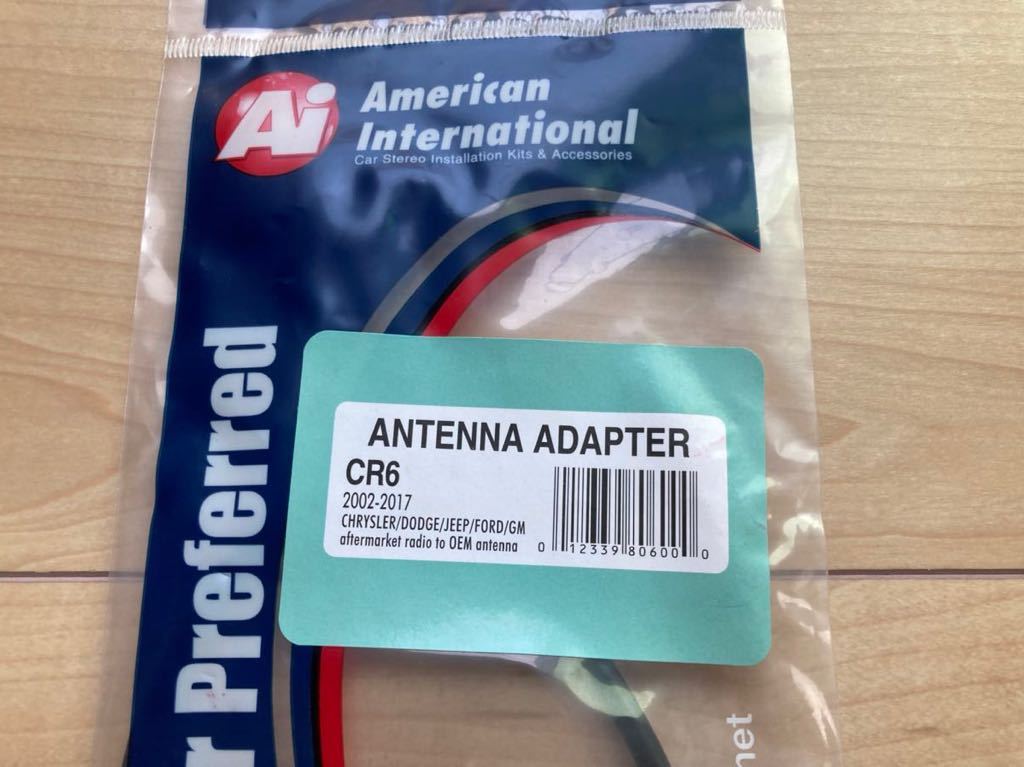 Ai
American
International
Car Stereo Installation Kits & Accessories
r Preferred
ANTENNA ADAPTER
CR6
2002-2017
CHRYSLER/DODGE/JEEP/FORD/GM
aftermarket radio to OEM antenna
0 12339 80600 0
net